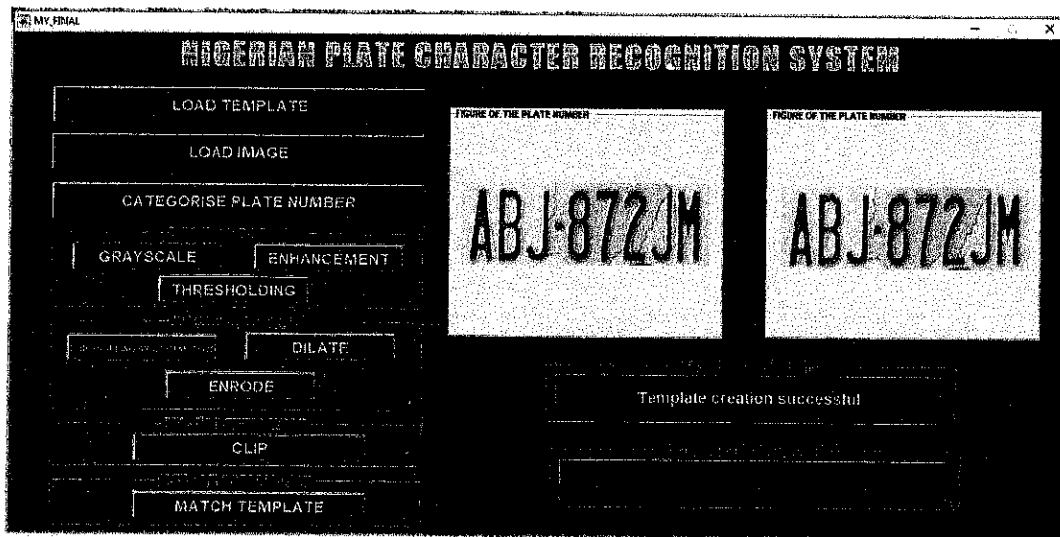 MY_FINAL
NIGERIAN PLATE CHARACTER RECOGNITION SYSTEM
LOAD TEMPLATE
LOAD IMAGE
CATEGORISE PLATE NUMBER
GRAYSCALE
ENHANCEMENT
THRESHOLDING
DILATE
ENRODE
CLIP
MATCH TEMPLATE
FIGURE OF THE PLATE NUMBER
ABJ-872JM
FIGURE OF THE PLATE NUMBER
ABJ-872JM
Template creation successful